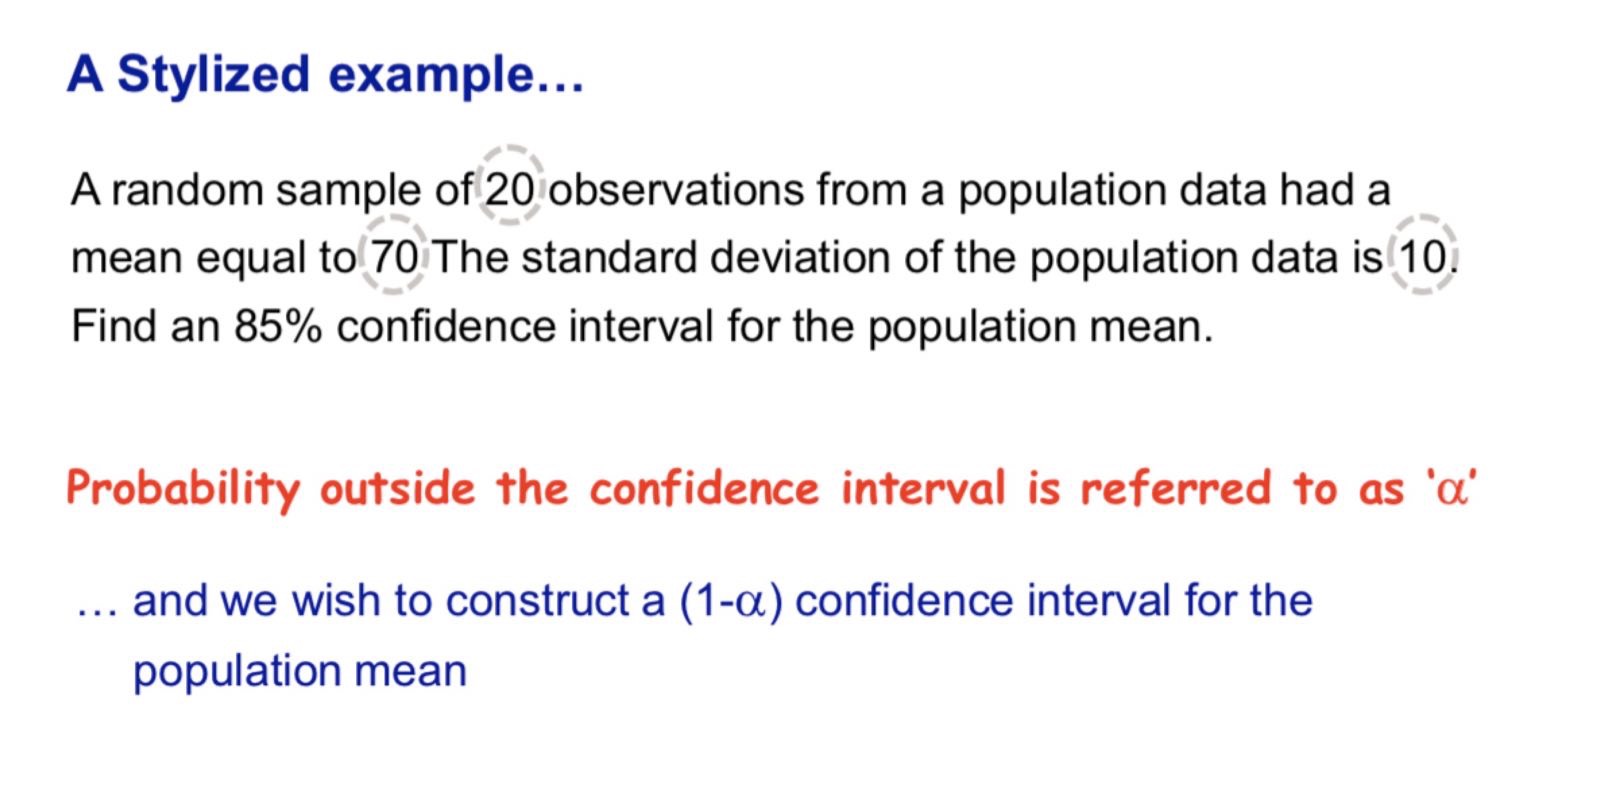 A Stylized example...
A random sample of 20 observations from a population data had a
mean equal to 70. The standard deviation of the population data is 10.
Find an 85% confidence interval for the population mean.
Probability outside the confidence interval is referred to as ‘α’
... and we wish to construct a (1-α) confidence interval for the
population mean